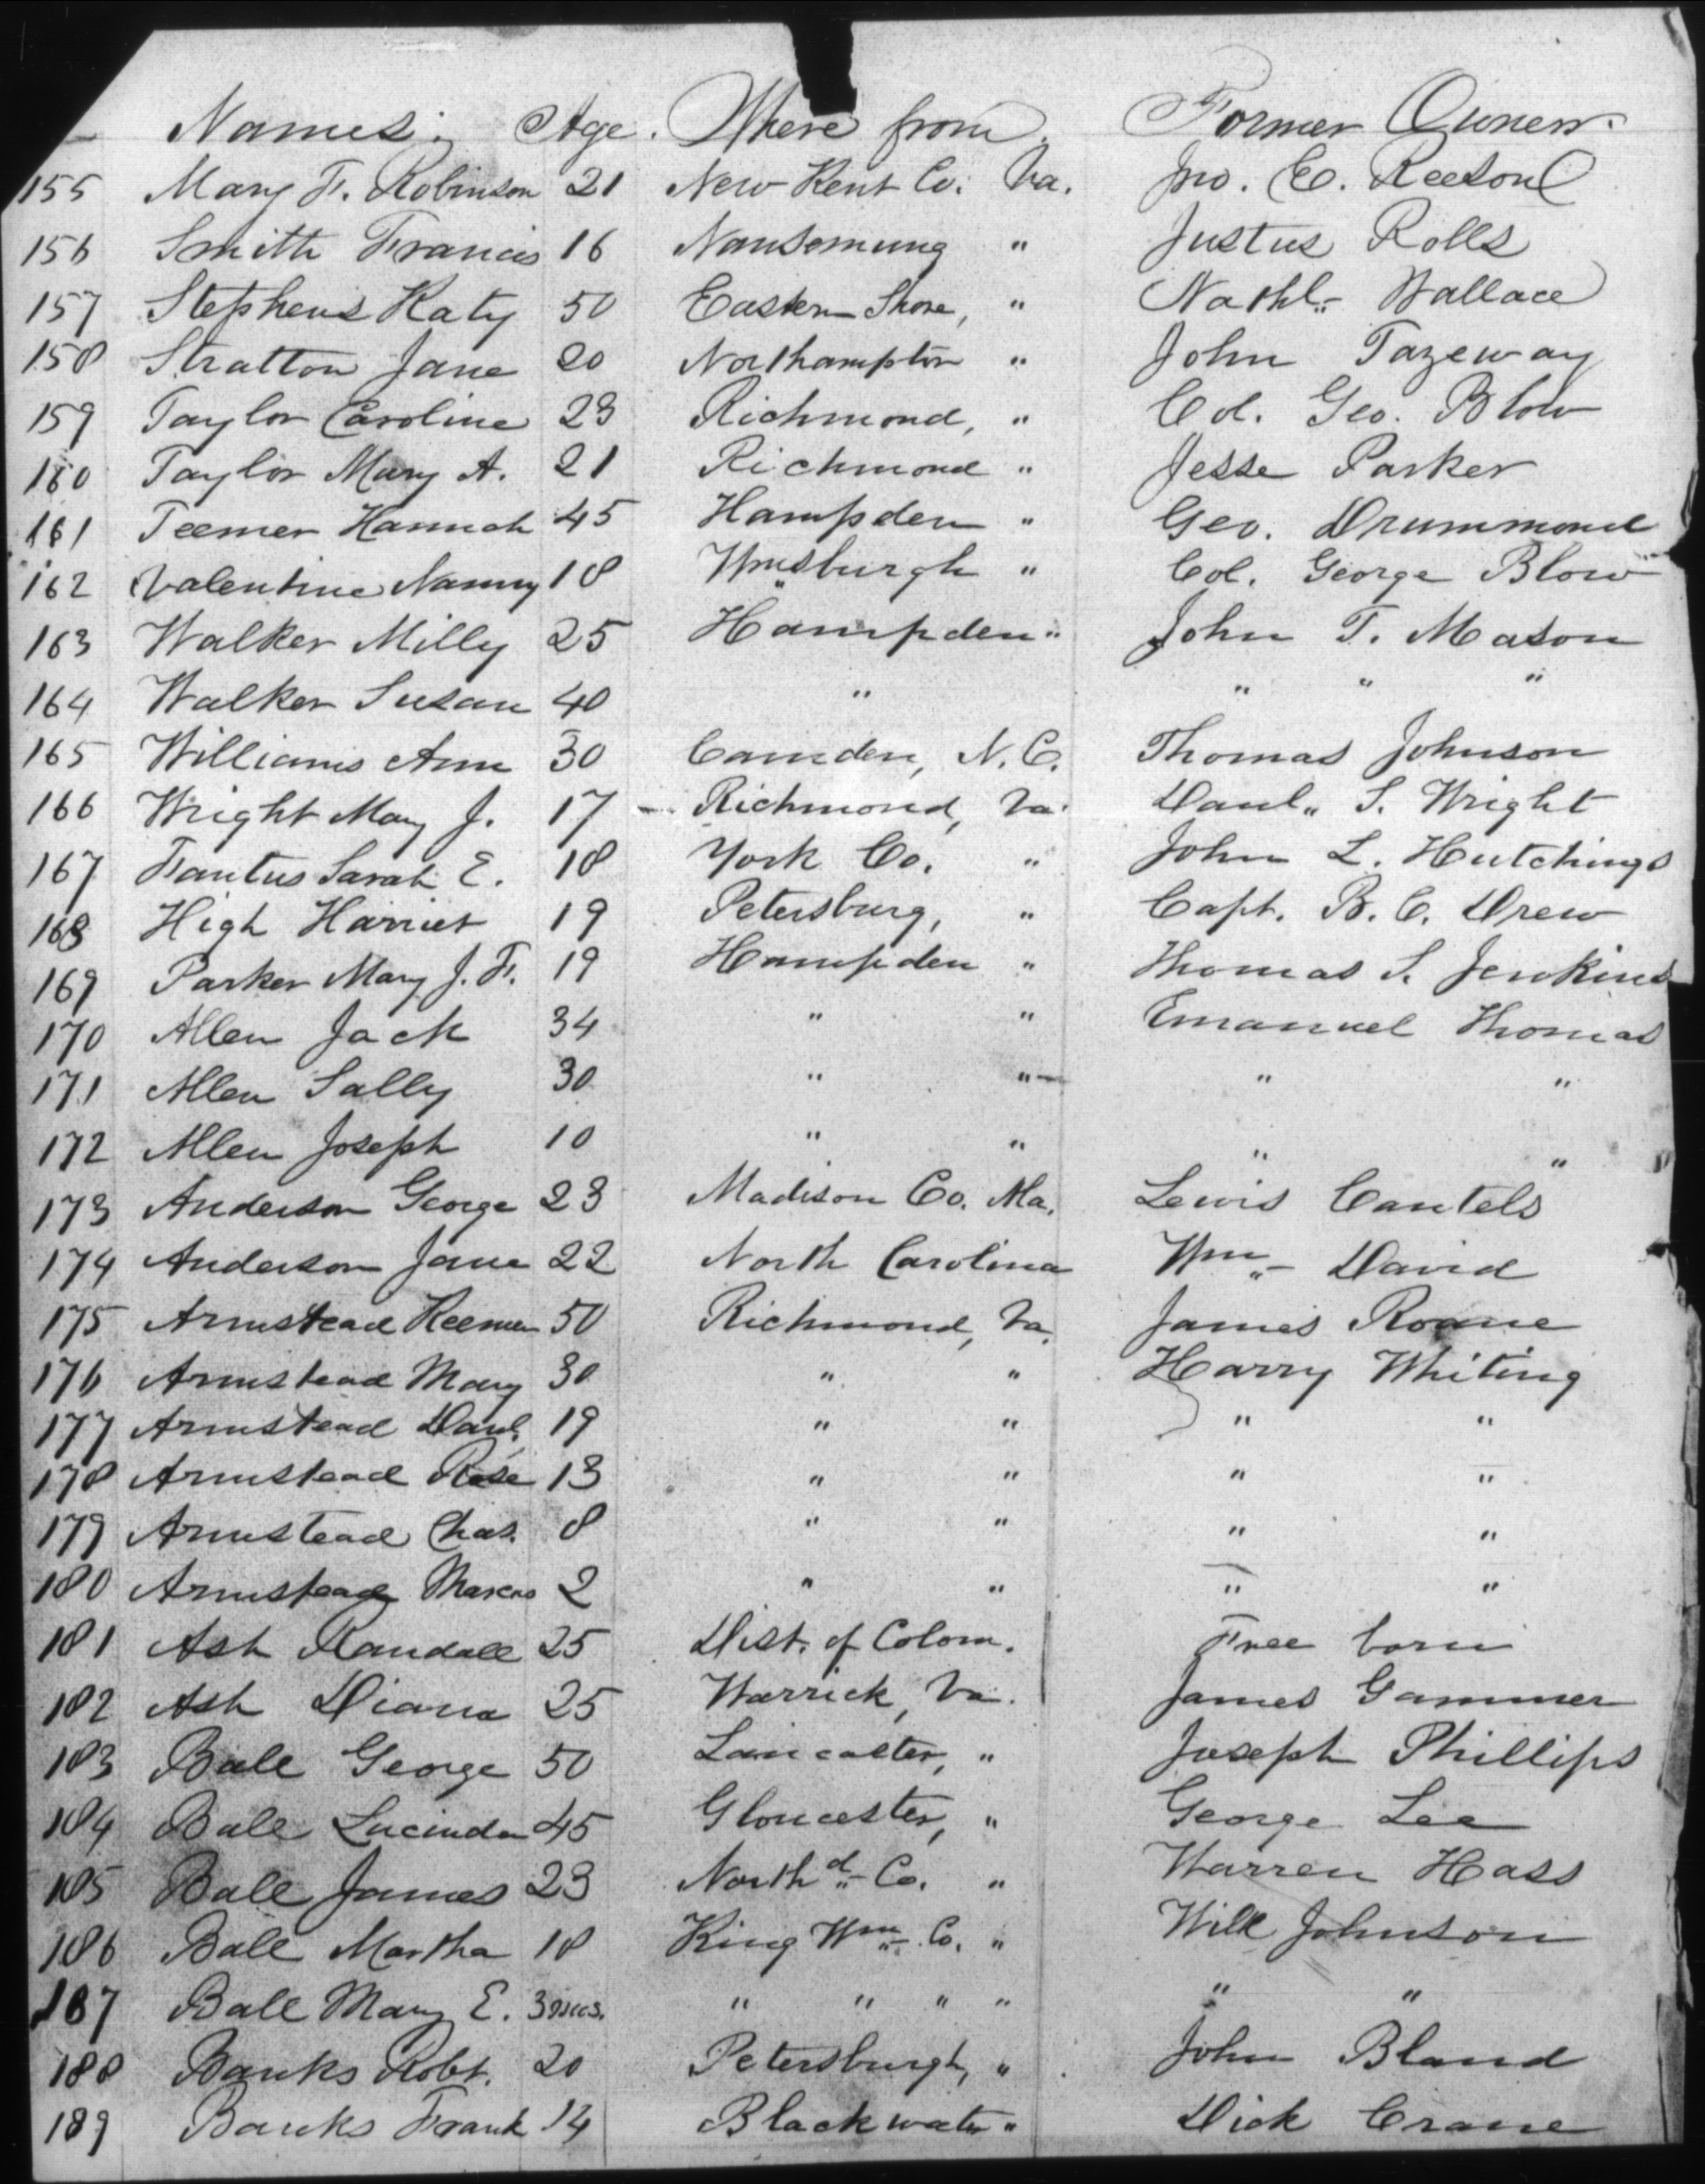 Names. Age. Where from. Former Owners.
155 Mary F. Robinson 21 New Kent Co. Va. Jno. C.
156 Smith Francis 16 Nansemung " Justus Rolls
157 Stephens Katy 50 Eastern Shore, " Nathl. Wallace
158 Stratton Jane 20 Northampton " John Tazeway
159 Taylor Caroline 23 Richmond, " Col. Geo. Blow
160 Taylor Mary A. 21 Richmond " Jesse Parker
161 Teemer Hannah 45 Hampden " Geo. Drummond
162 Valentine Nanny 18 Wmsburgh " Col. George Blow
163 Walker Milly 25 Hampden " John T. Mason
164 Walker Susan 40 " " " "
165 Williams Ann 30 Camden, N. C. Thomas Johnson
166 Wright Mary J. 17 Richmond, Va. Danl. S. Wright
167 Fantus Sarah E. 18 York Co. " John L. Hutchings
168 High Harriet 19 Petersburg, " Capt. B. C. Drew
169 Parker Mary J. F. 19 Hampden " Thomas S. Jenkins
170 Allen Jack 34 " " Emanuel Thomas
171 Allen Sally 30 " " " "
172 Allen Joseph 10 " " " "
173 Anderson George 23 Madison Co. Ma. Lewis Cantels
174 Anderson Jane 22 North Carolina Wm. David
175 Armstead 50 Richmond, Va. James Roane
176 Armstead Mary 30 " " Harry Whiting
177 Armstead Danl. 19 " " " "
178 Armstead Rose 13 " " " "
179 Armstead Chas. 8 " " " "
180 Armstead Marcus 2 " " " "
181 Ash Randall 25 Dist. of Colom. Free born
182 Ash Diana 25 Warrick, Va. James Gammer
183 Ball George 50 Lancaster, " Joseph Phillips
184 Ball Lucinda 45 Gloucester, " George Lee
185 Ball James 23 Northd. Co. " Warren Hass
186 Ball Martha 18 King Wm. Co. " Will Johnson
187 Ball Mary E. 3 mos. " " " " " "
188 Banks Robt. 20 Petersburgh, " John Bland
189 Banks Frank 14 Blackwater " Dick Crane